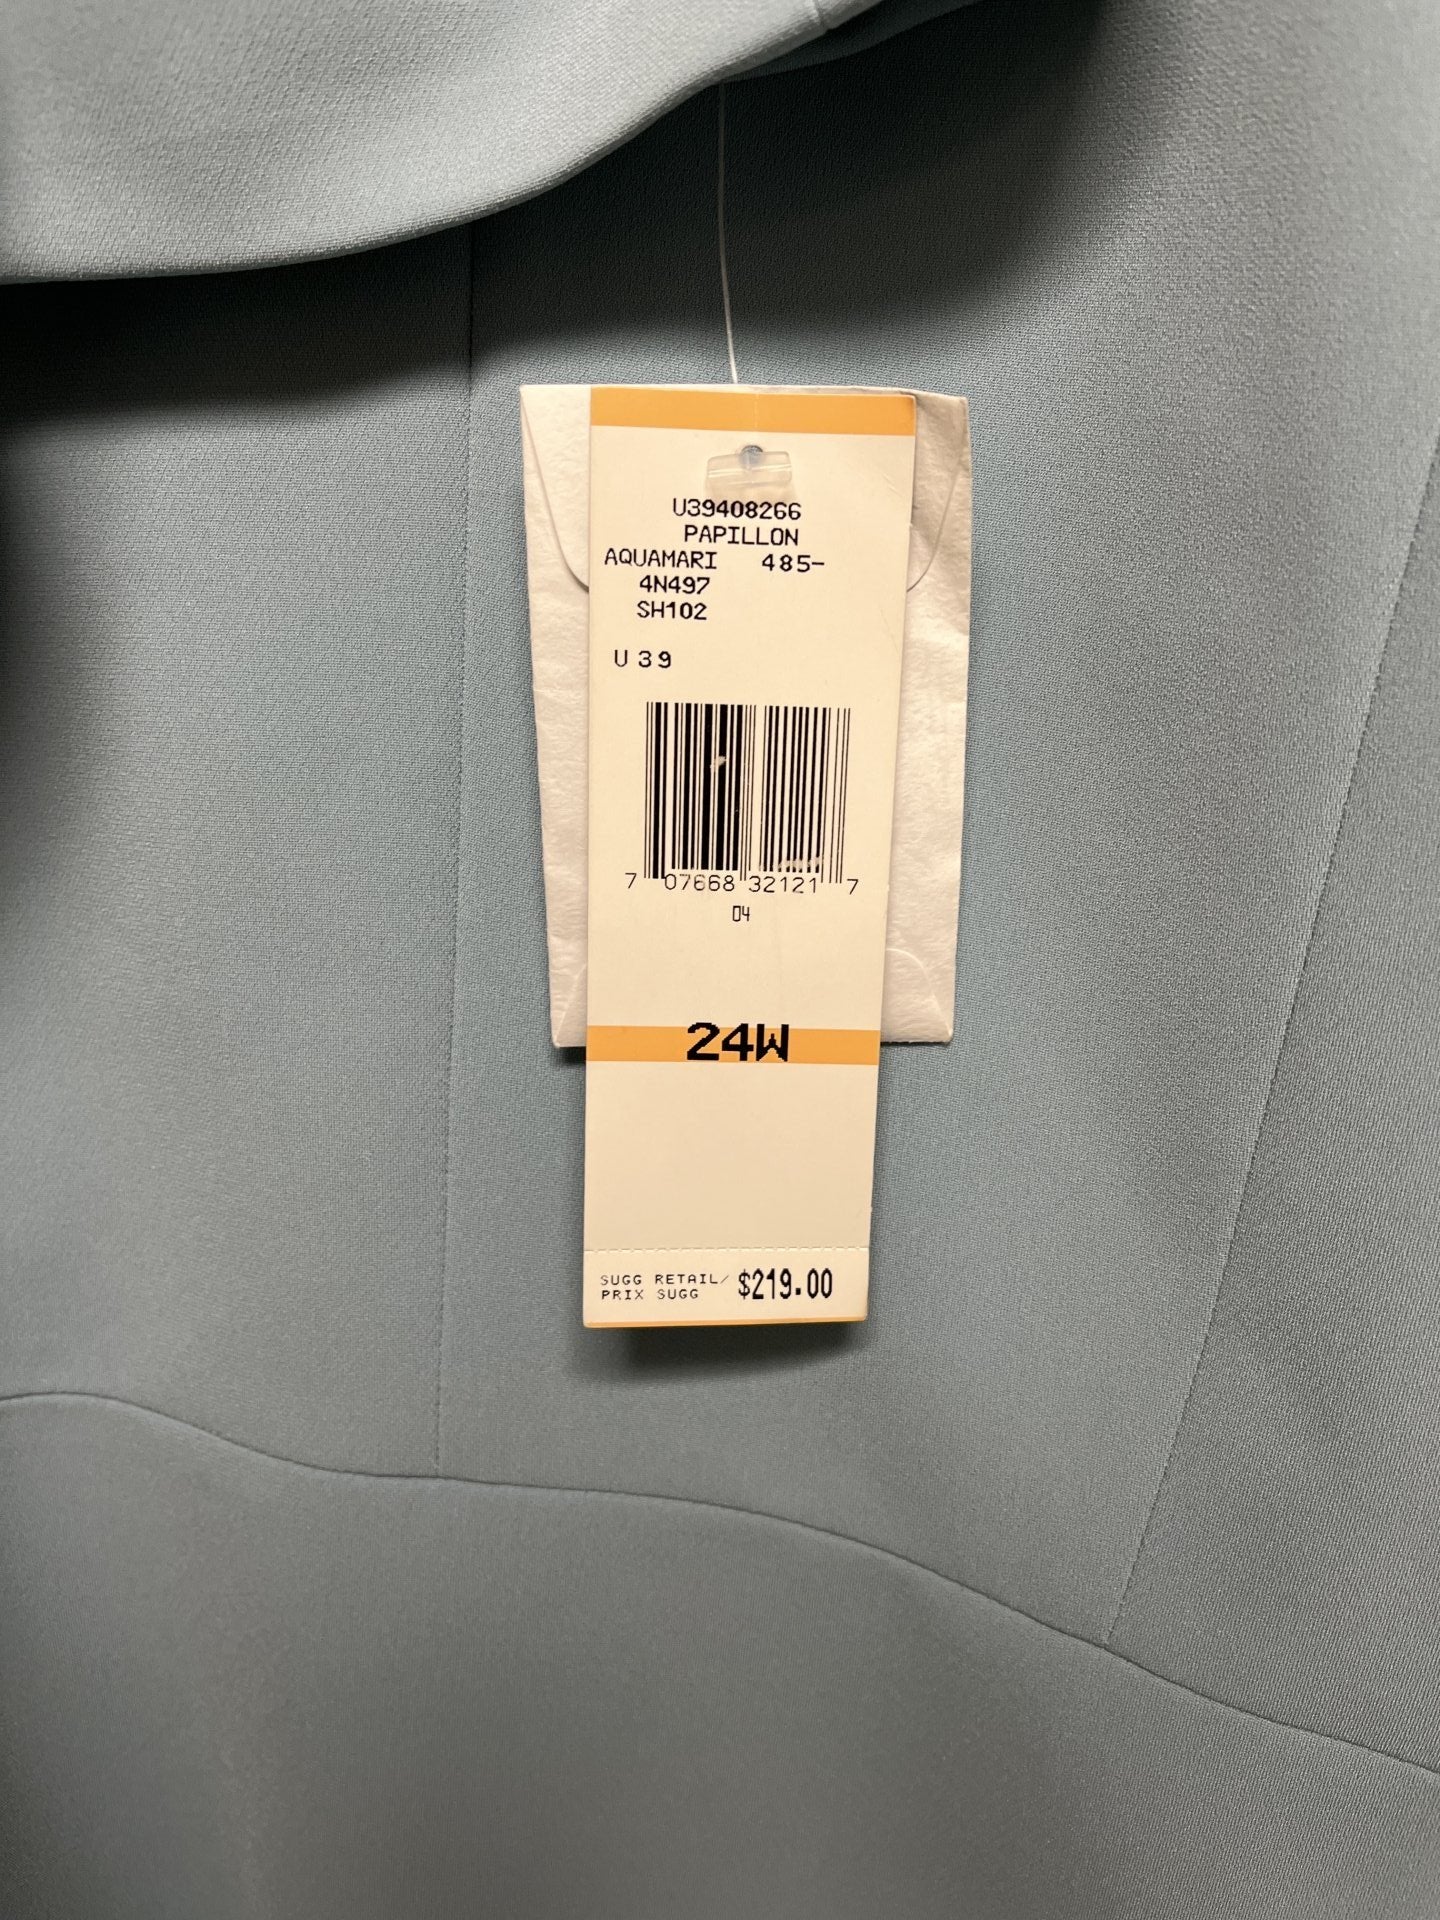 U39408266
PAPILLON
AQUAMARI 485-
4N497
SH102
U 39
7 07668 32121 7
04
24W
SUGG RETAIL/ $219.00
PRIX SUGG